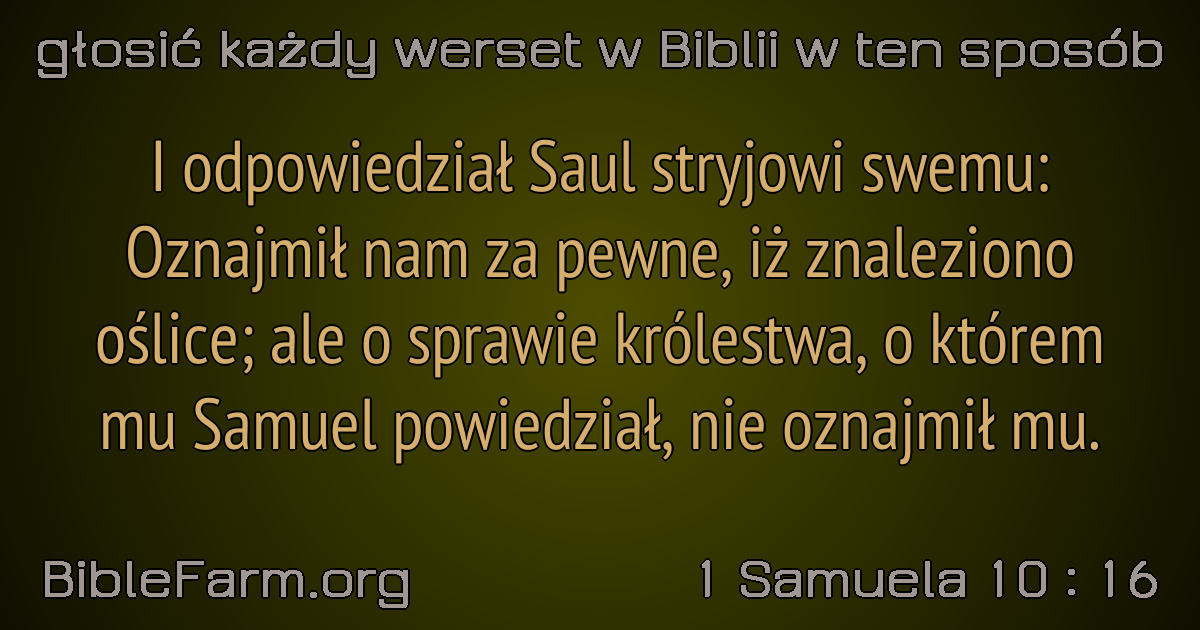 głosić każdy werset w Biblii w ten sposób
I odpowiedział Saul stryjowi swemu:
Oznajmił nam za pewne, iż znaleziono
oślice; ale o sprawie królestwa, o którem
mu Samuel powiedział, nie oznajmił mu.
BibleFarm.org
1 Samuela 10 : 16